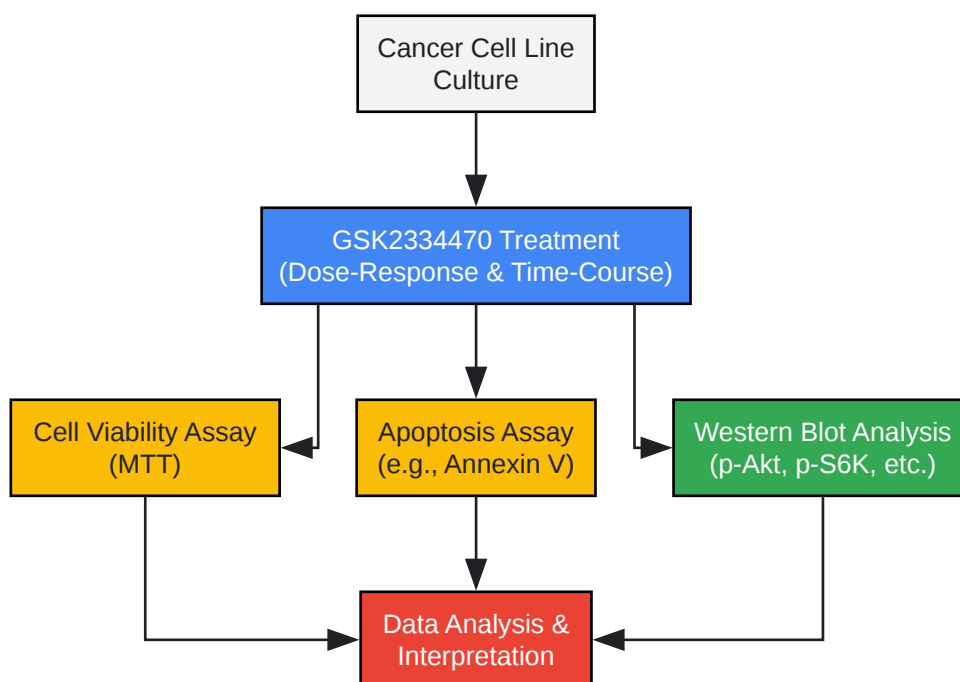 Cancer Cell Line
Culture
GSK2334470 Treatment
(Dose-Response & Time-Course)
Cell Viability Assay
(MTT)
Apoptosis Assay
(e.g., Annexin V)
Western Blot Analysis
(p-Akt, p-S6K, etc.)
Data Analysis &
Interpretation